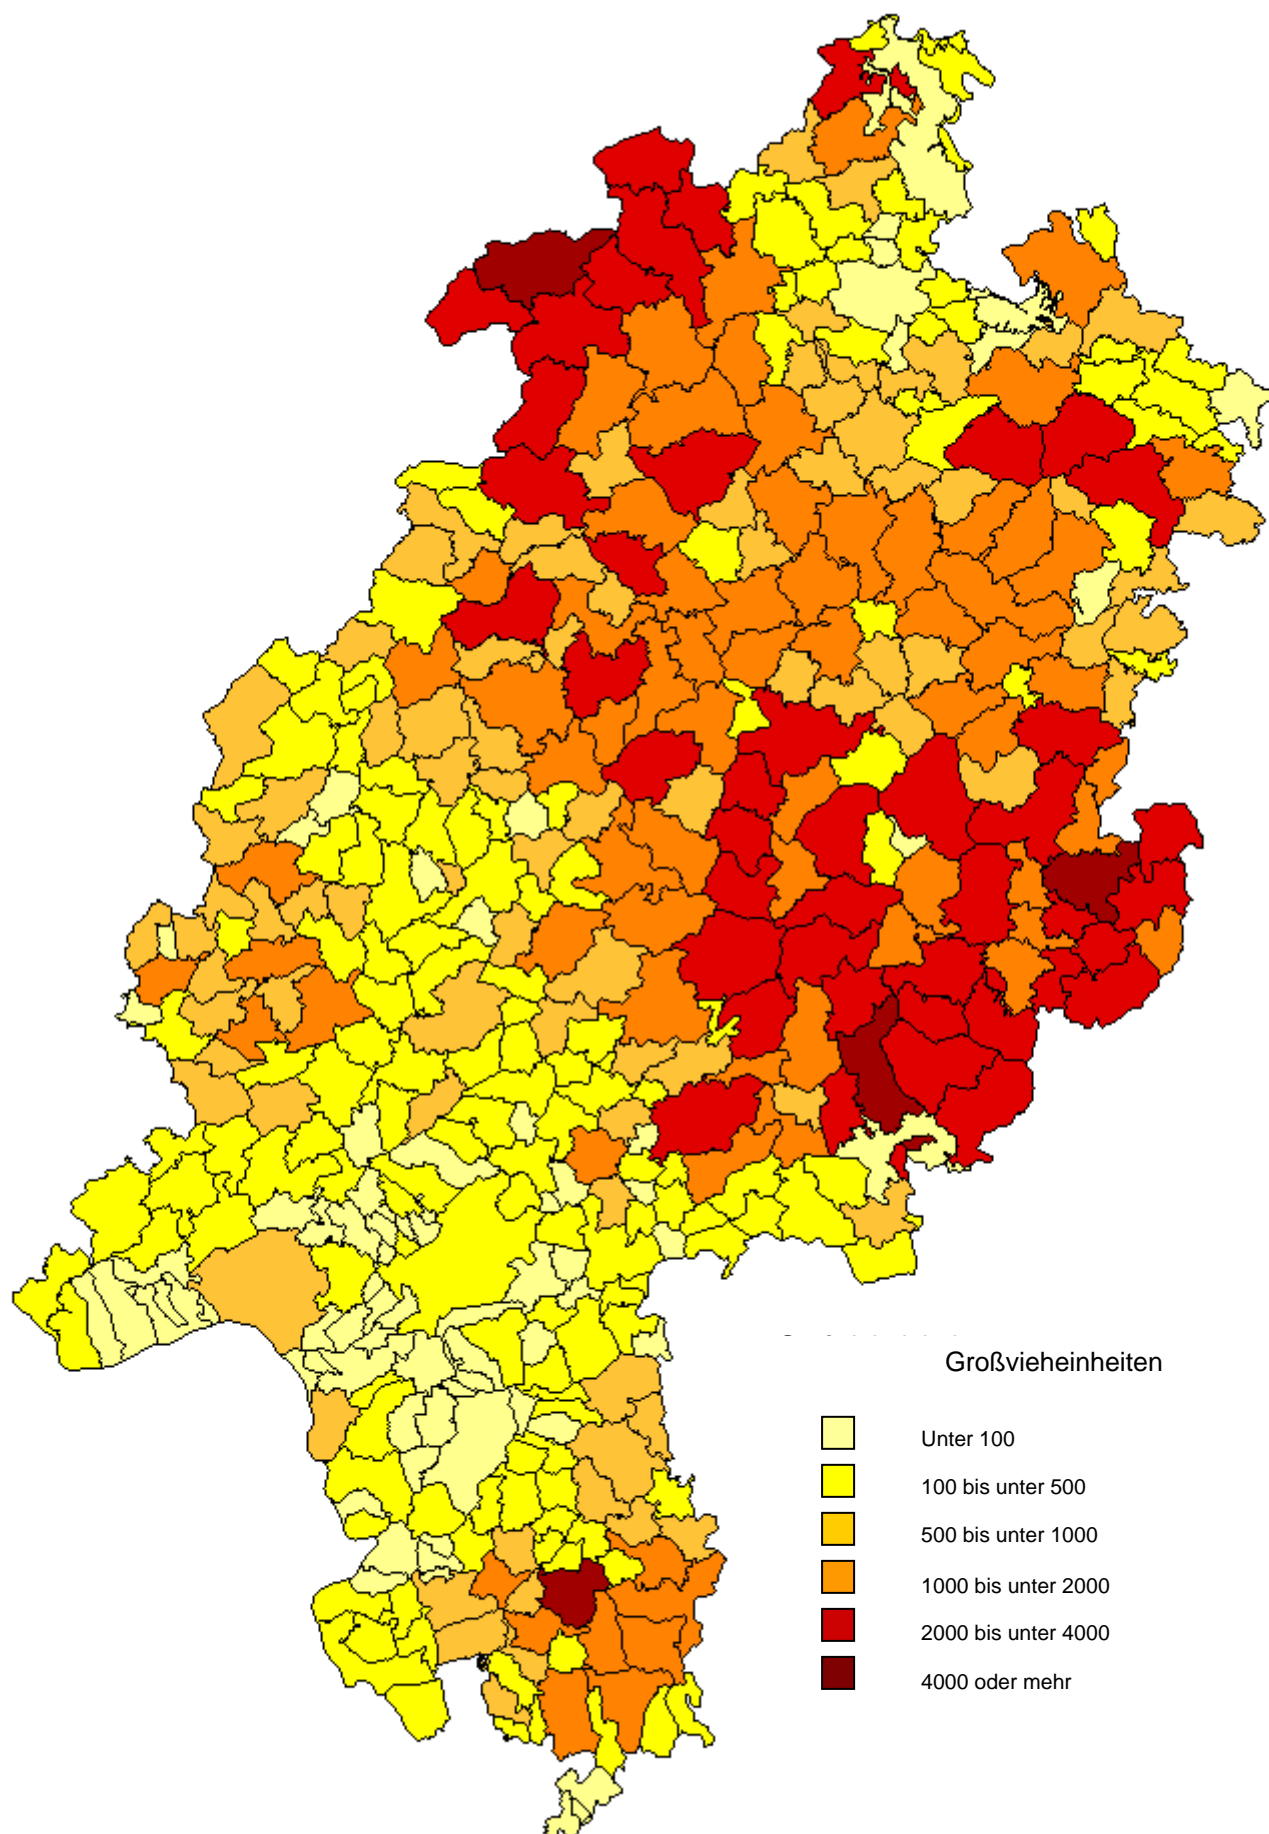 Großvieheinheiten
Unter 100
100 bis unter 500
500 bis unter 1000
1000 bis unter 2000
2000 bis unter 4000
4000 oder mehr